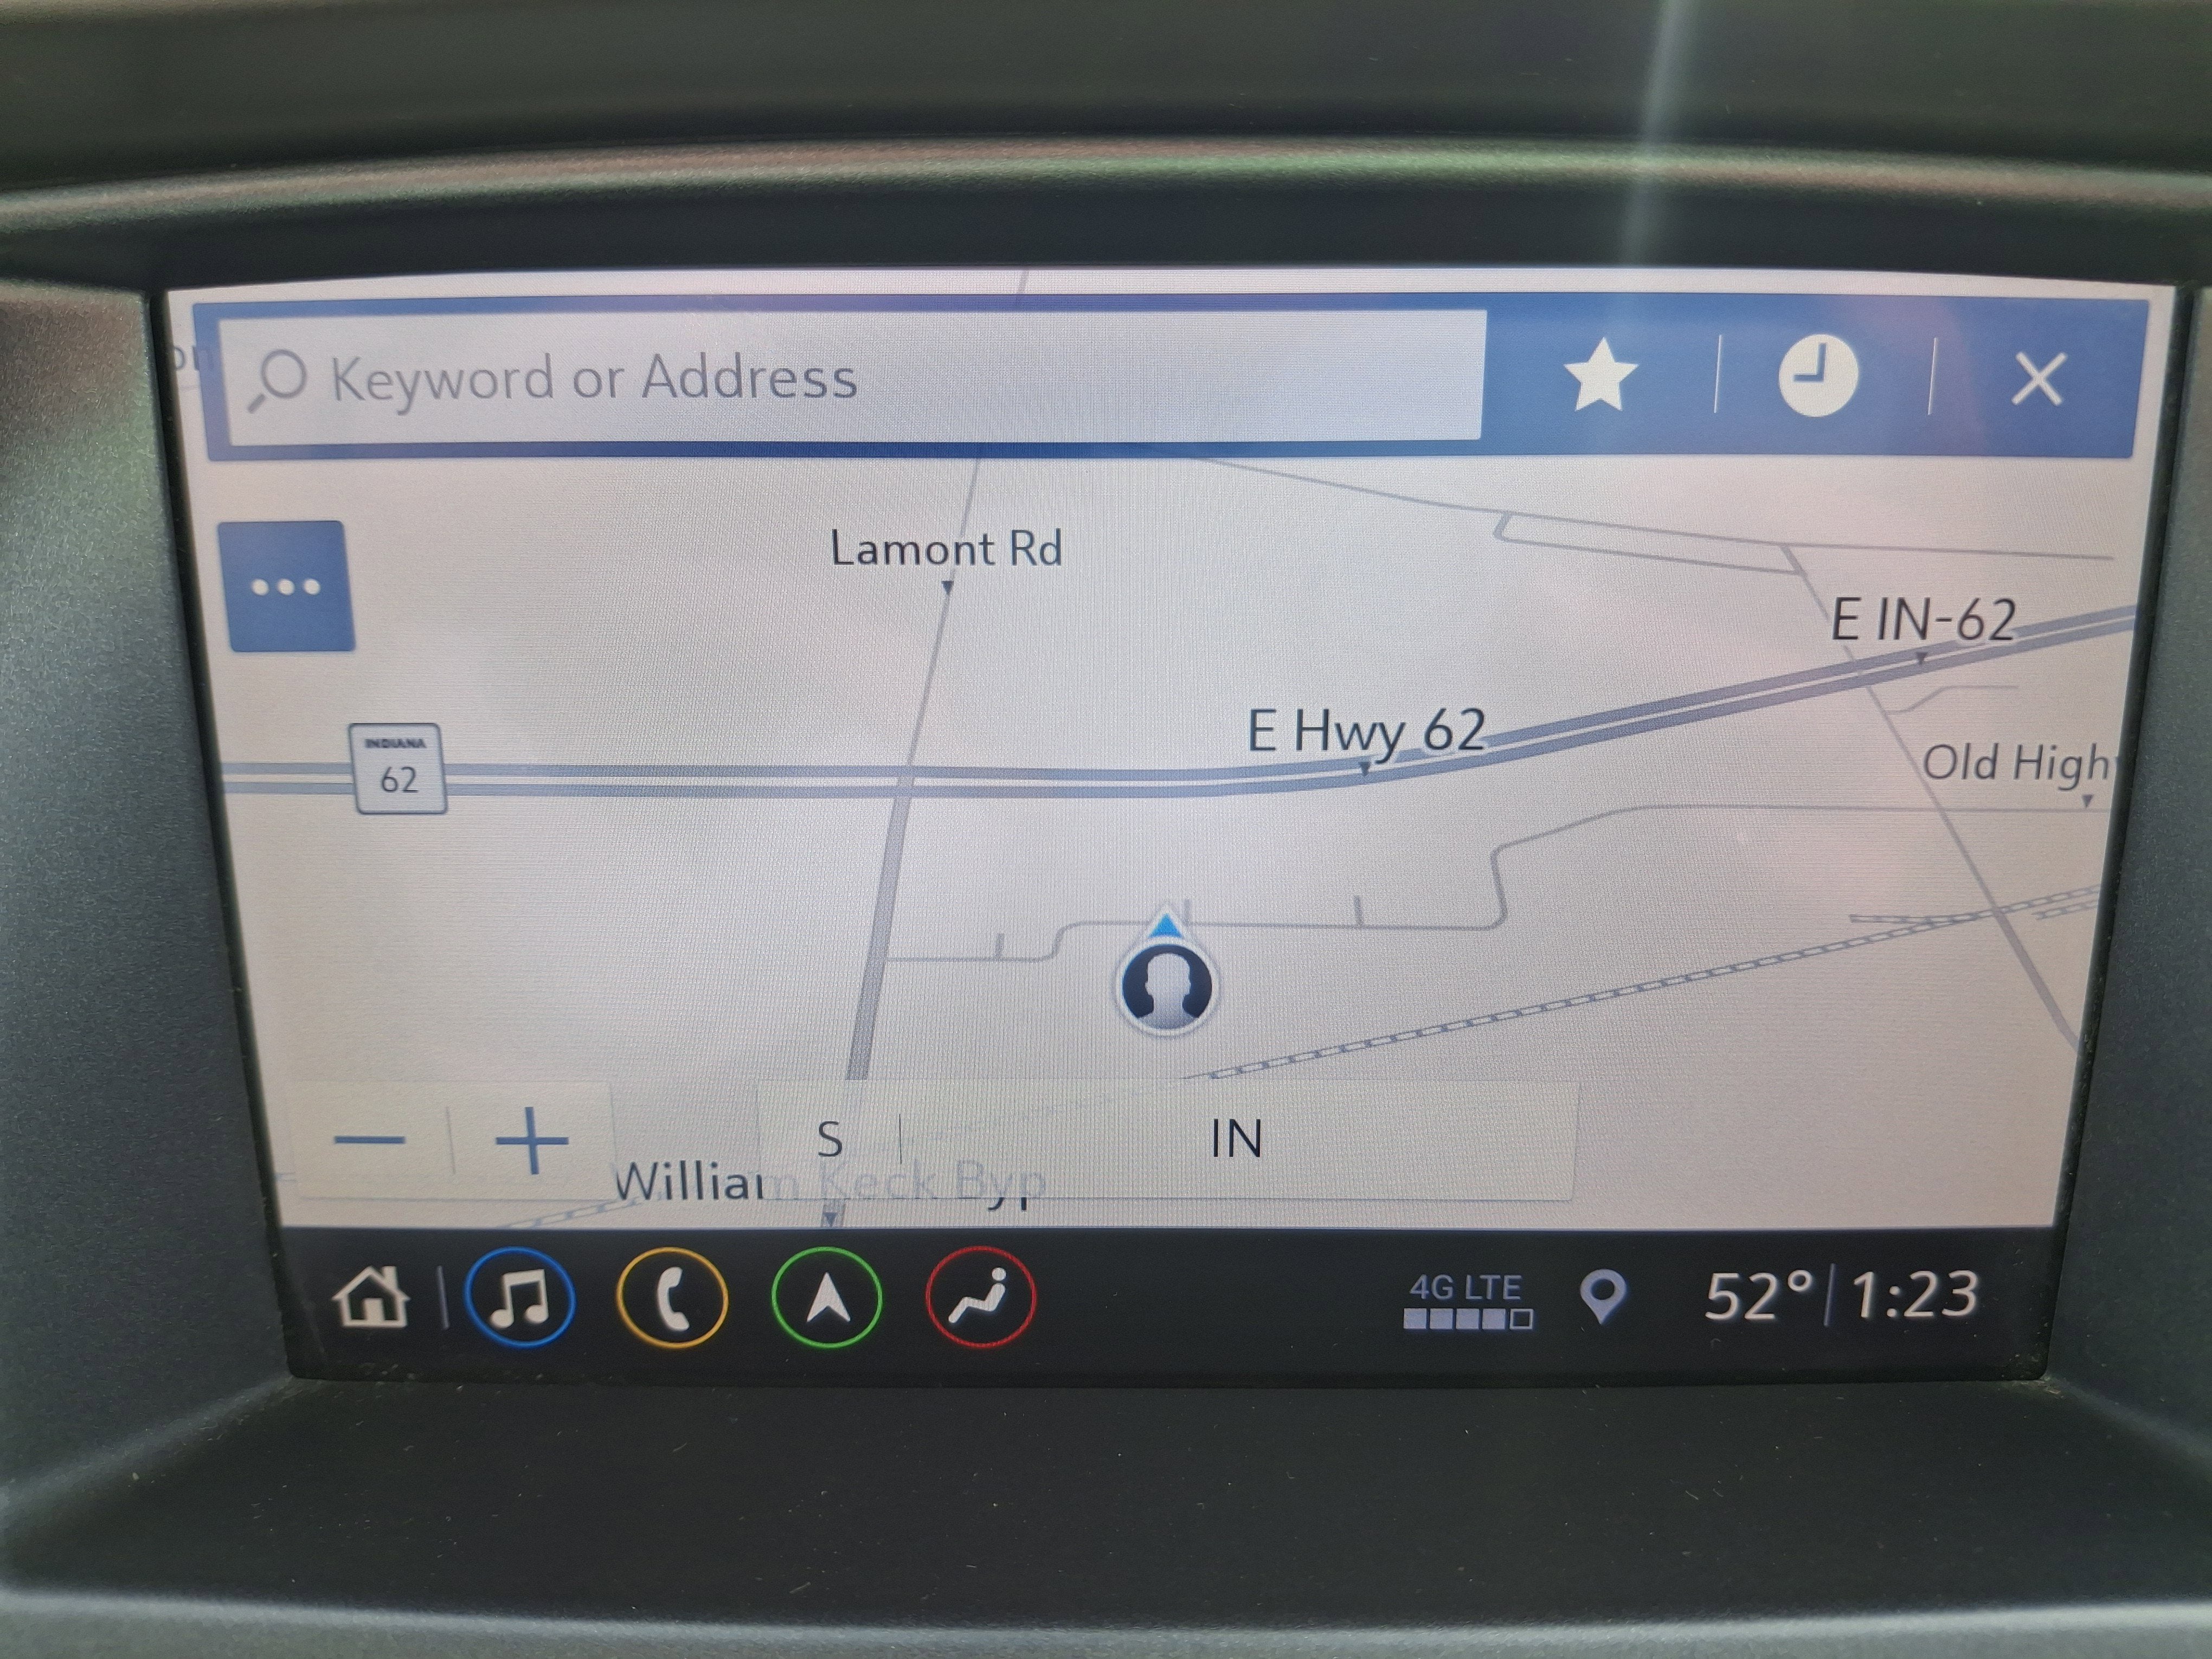 on
Keyword or Address
Lamont Rd
E IN-62
E Hwy 62
INDIANA
62
Old High
S
IN
William Keck Byp
4G LTE
52°
1:23